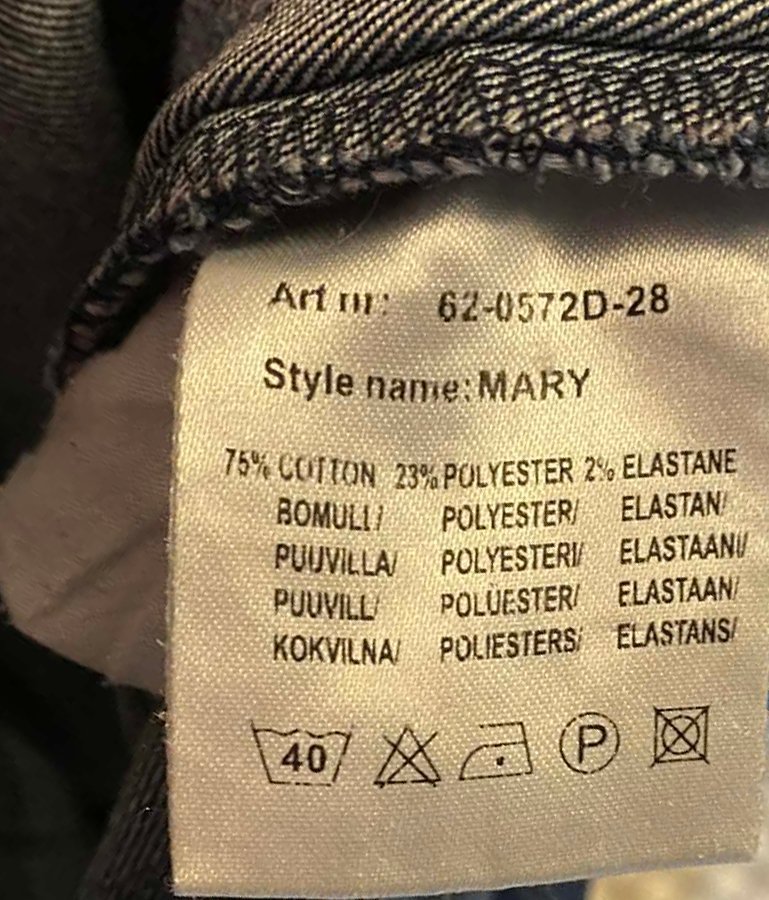 Art nr: 62-0572D-28
Style name: MARY
75% COTTON 23% POLYESTER 2% ELASTANE
BOMULL/ POLYESTER/ ELASTAN/
PUUVILLA/ POLYESTERI/ ELASTAANI/
PUUVILL/ POLÜESTER/ ELASTAAN/
KOKVILNA/ POLIESTERS/ ELASTANS/
40 P